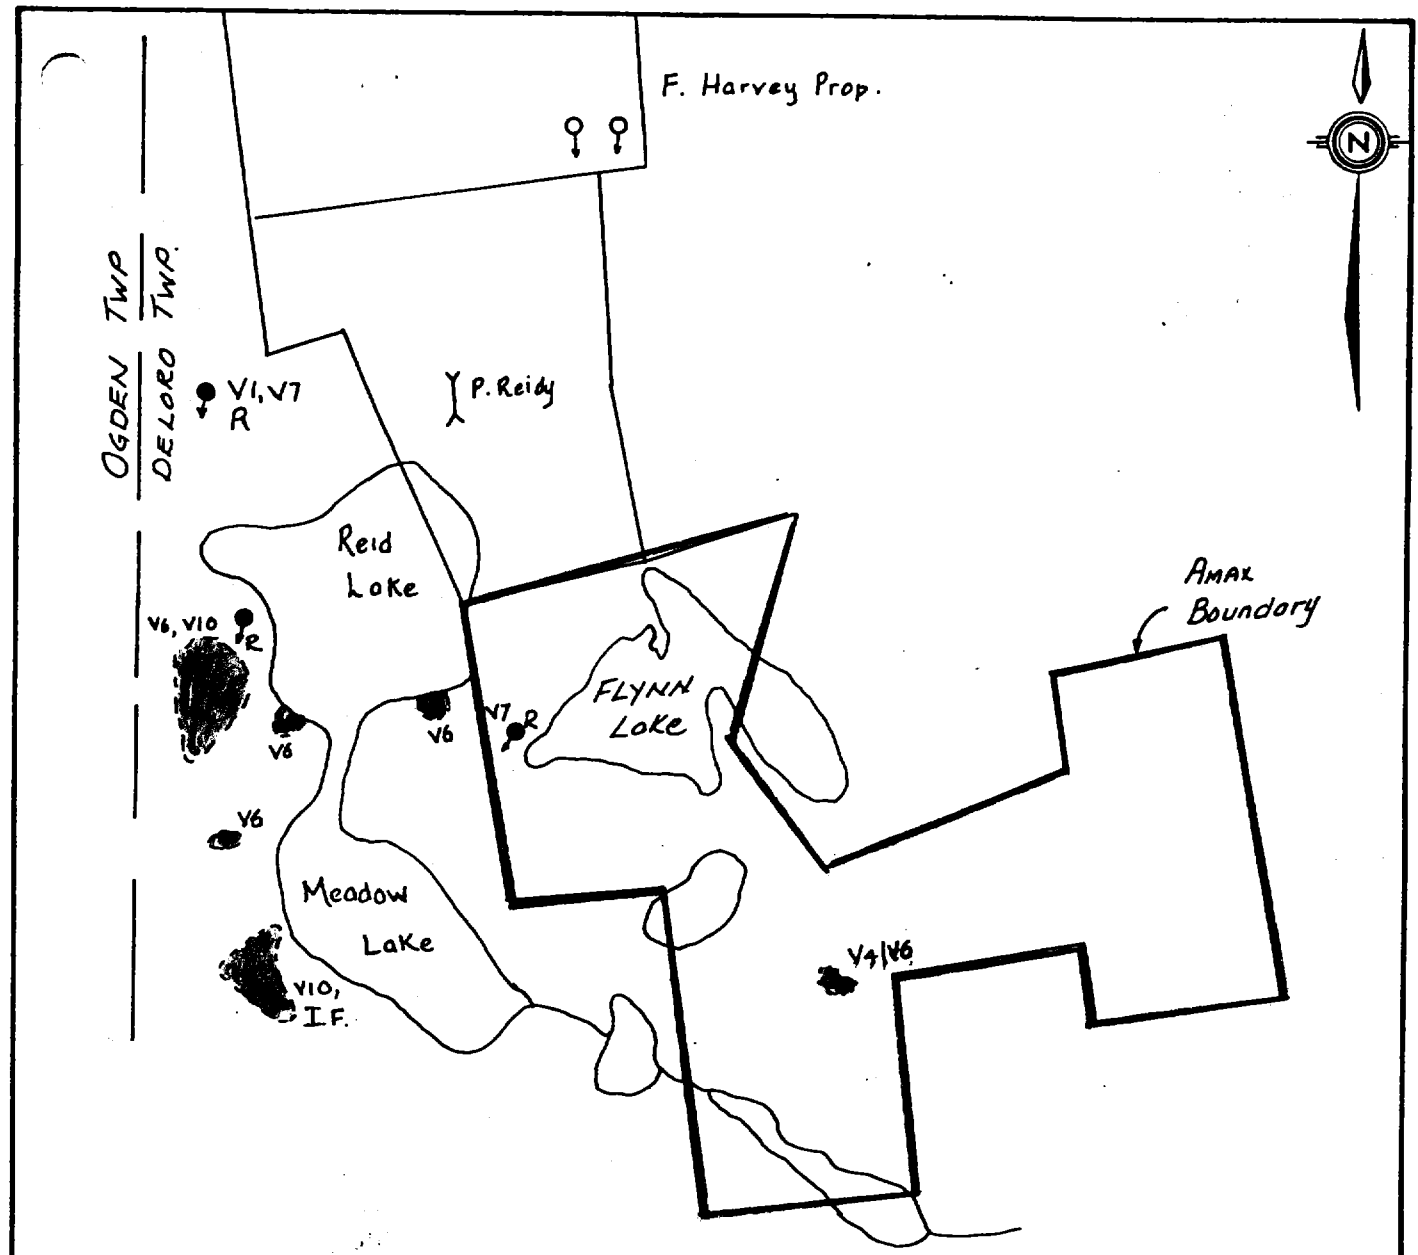 F. Harvey Prop.
N
OGDEN TWP
DELORO TWP.
V1, V7
R
P. Reidy
Reid
Lake
AMAX
Boundary
V6, V10
R
FLYNN
Lake
V7 R
V6
V6
V6
Meadow
Lake
V4/V6
V10,
I.F.